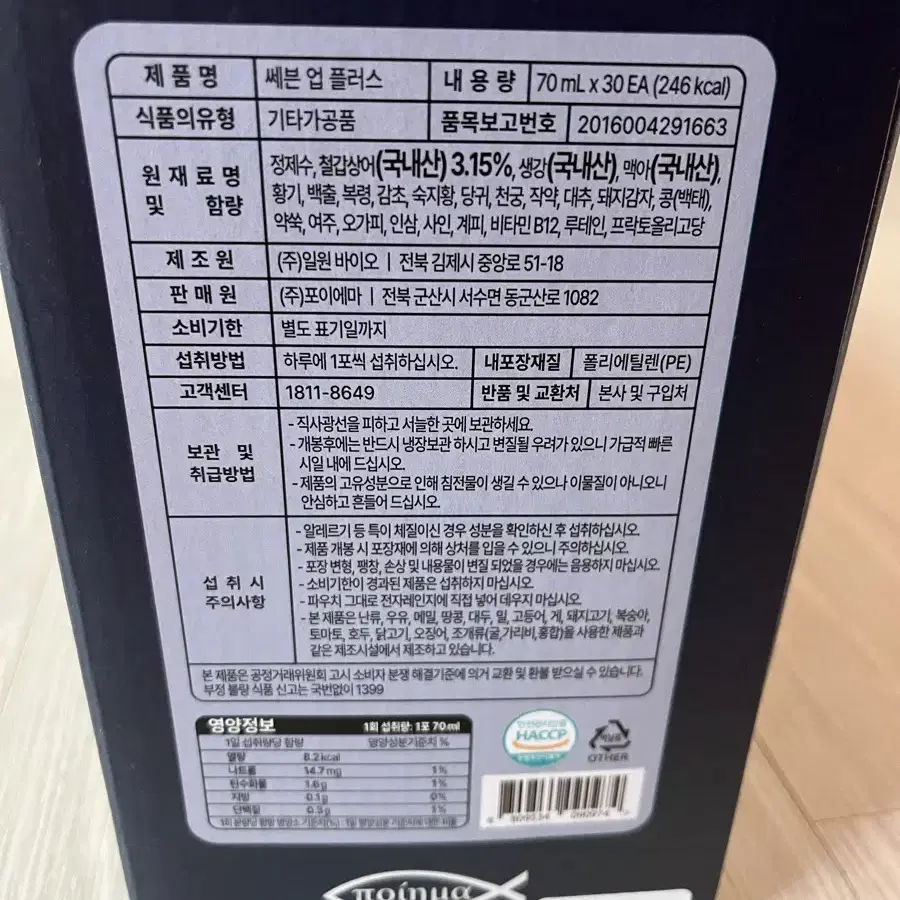 제품명 쎄븐 업 플러스 내용량 70 mL x 30 EA (246 kcal)
식품의유형 기타가공품 품목보고번호 2016004291663
원재료명 및 함량
정제수, 철갑상어(국내산) 3.15%, 생강(국내산), 맥아(국내산),
황기, 백출, 복령, 감초, 숙지황, 당귀, 천궁, 작약, 대추, 돼지감자, 콩(백태),
약쑥, 여주, 오가피, 인삼, 사인, 계피, 비타민 B12, 루테인, 프락토올리고당
제조원 (주)일원 바이오 | 전북 김제시 중앙로 51-18
판매원 (주)포이에마 | 전북 군산시 서수면 동군산로 1082
소비기한 별도 표기일까지
섭취방법 하루에 1포씩 섭취하십시오. 내포장재질 폴리에틸렌(PE)
고객센터 1811-8649 반품 및 교환처 본사 및 구입처
보관 및 취급방법
- 직사광선을 피하고 서늘한 곳에 보관하세요.
- 개봉후에는 반드시 냉장보관 하시고 변질될 우려가 있으니 가급적 빠른
시일 내에 드십시오.
- 제품의 고유성분으로 인해 침전물이 생길 수 있으나 이물질이 아니오니
안심하고 흔들어 드십시오.
섭취 시 주의사항
- 알레르기 등 특이 체질이신 경우 성분을 확인하신 후 섭취하십시오.
- 제품 개봉 시 포장재에 의해 상처를 입을 수 있으니 주의하십시오.
- 포장 변형, 팽창, 손상 및 내용물이 변질 되었을 경우에는 음용하지 마십시오.
- 소비기한이 경과된 제품은 섭취하지 마십시오.
- 파우치 그대로 전자레인지에 직접 넣어 데우지 마십시오.
- 본 제품은 난류, 우유, 메밀, 땅콩, 대두, 밀, 고등어, 게, 돼지고기, 복숭아,
토마토, 호두, 닭고기, 오징어, 조개류(굴,가리비,홍합)을 사용한 제품과
같은 제조시설에서 제조하고 있습니다.
본 제품은 공정거래위원회 고시 소비자 분쟁 해결기준에 의거 교환 및 환불 받으실 수 있습니다.
부정 불량 식품 신고는 국번없이 1399
영양정보 1회 섭취량: 1포 70 ml
1일 섭취량당 함량 영양성분기준치 %
열량 8.2 kcal
나트륨 14.7 mg 1%
탄수화물 1.6 g 1%
지방 0.1 g 0%
단백질 0.3 g 1%
HACCP
OTHER
ποίημα